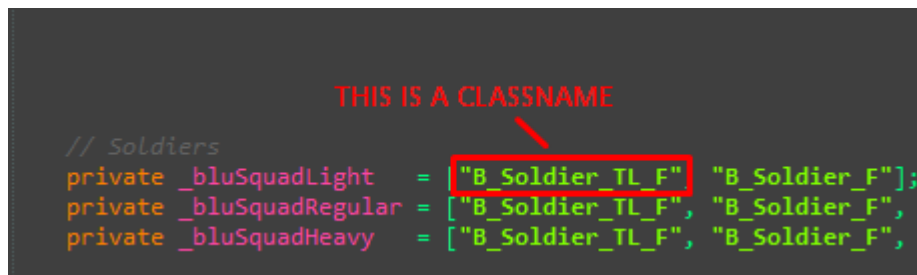 THIS IS A CLASSNAME
// Soldiers
private _bluSquadLight = ["B_Soldier_TL_F", "B_Soldier_F"];
private _bluSquadRegular = ["B_Soldier_TL_F", "B_Soldier_F",
private _bluSquadHeavy = ["B_Soldier_TL_F", "B_Soldier_F",